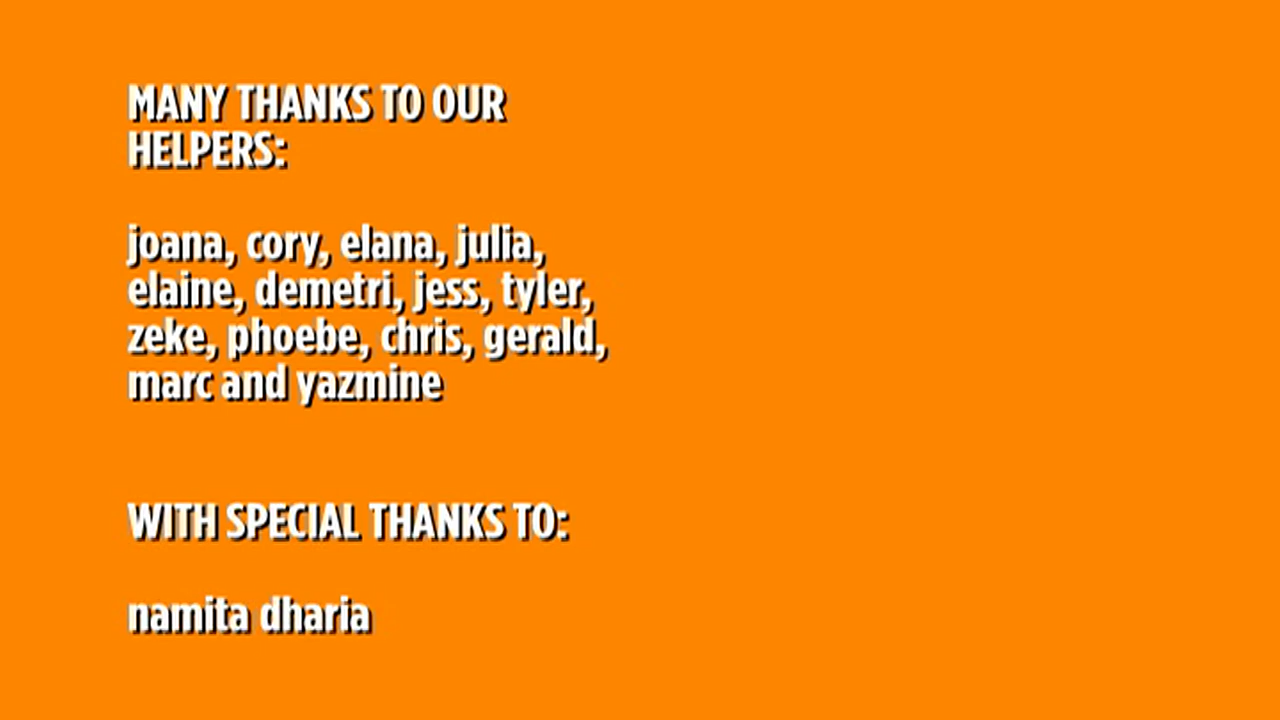 MANY THANKS TO OUR
HELPERS:
joana, cory, elana, julia,
elaine, demetri, jess, tyler,
zeke, phoebe, chris, gerald,
marc and yazmine
WITH SPECIAL THANKS TO:
namita dharia